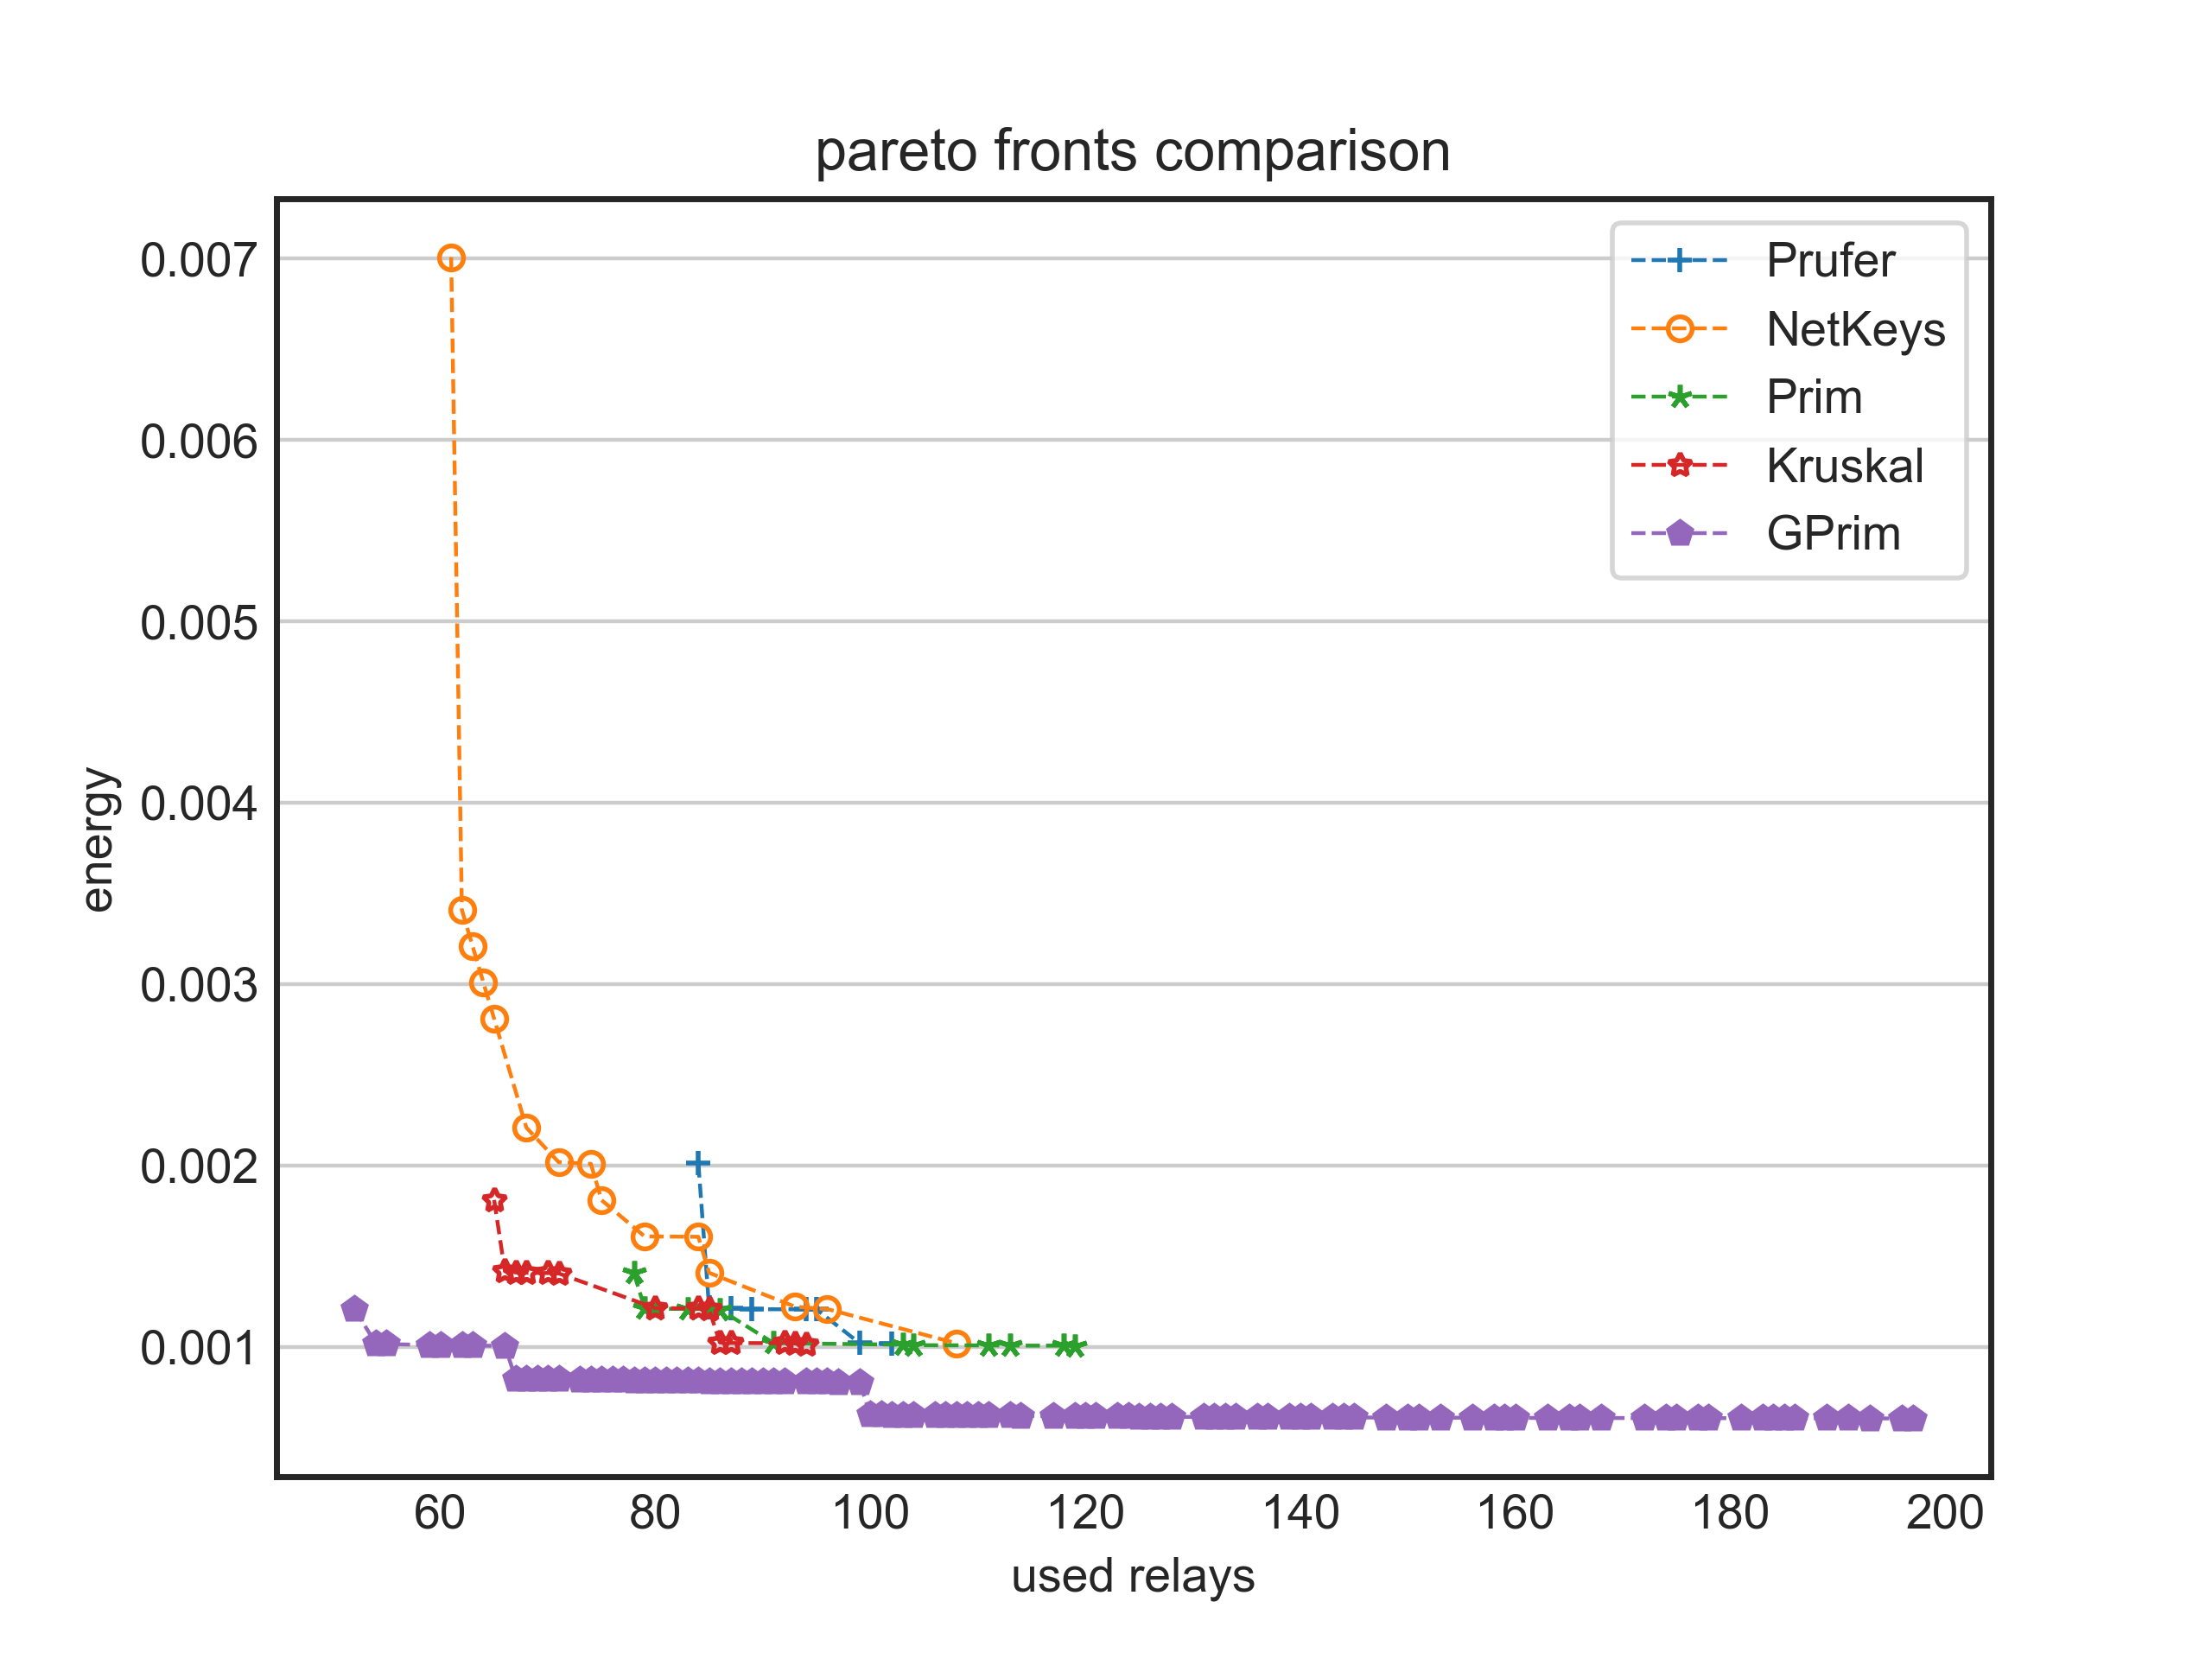 pareto fronts comparison
0.007
0.006
0.005
0.004
0.003
0.002
0.001
energy
60 80 100 120 140 160 180 200
used relays
Prufer
NetKeys
Prim
Kruskal
GPrim